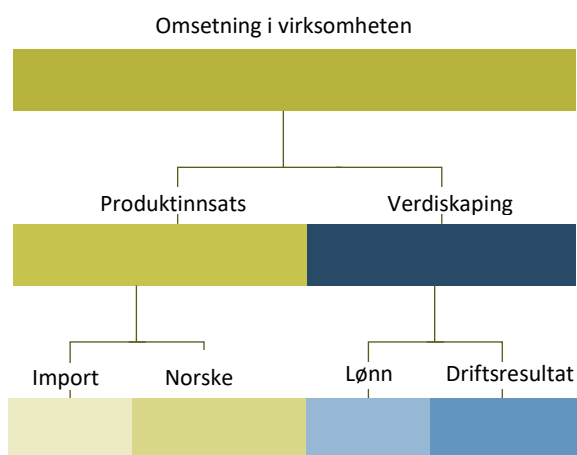 Omsetning i virksomheten
Produktinnsats
Verdiskaping
Import
Norske
Lønn
Driftsresultat